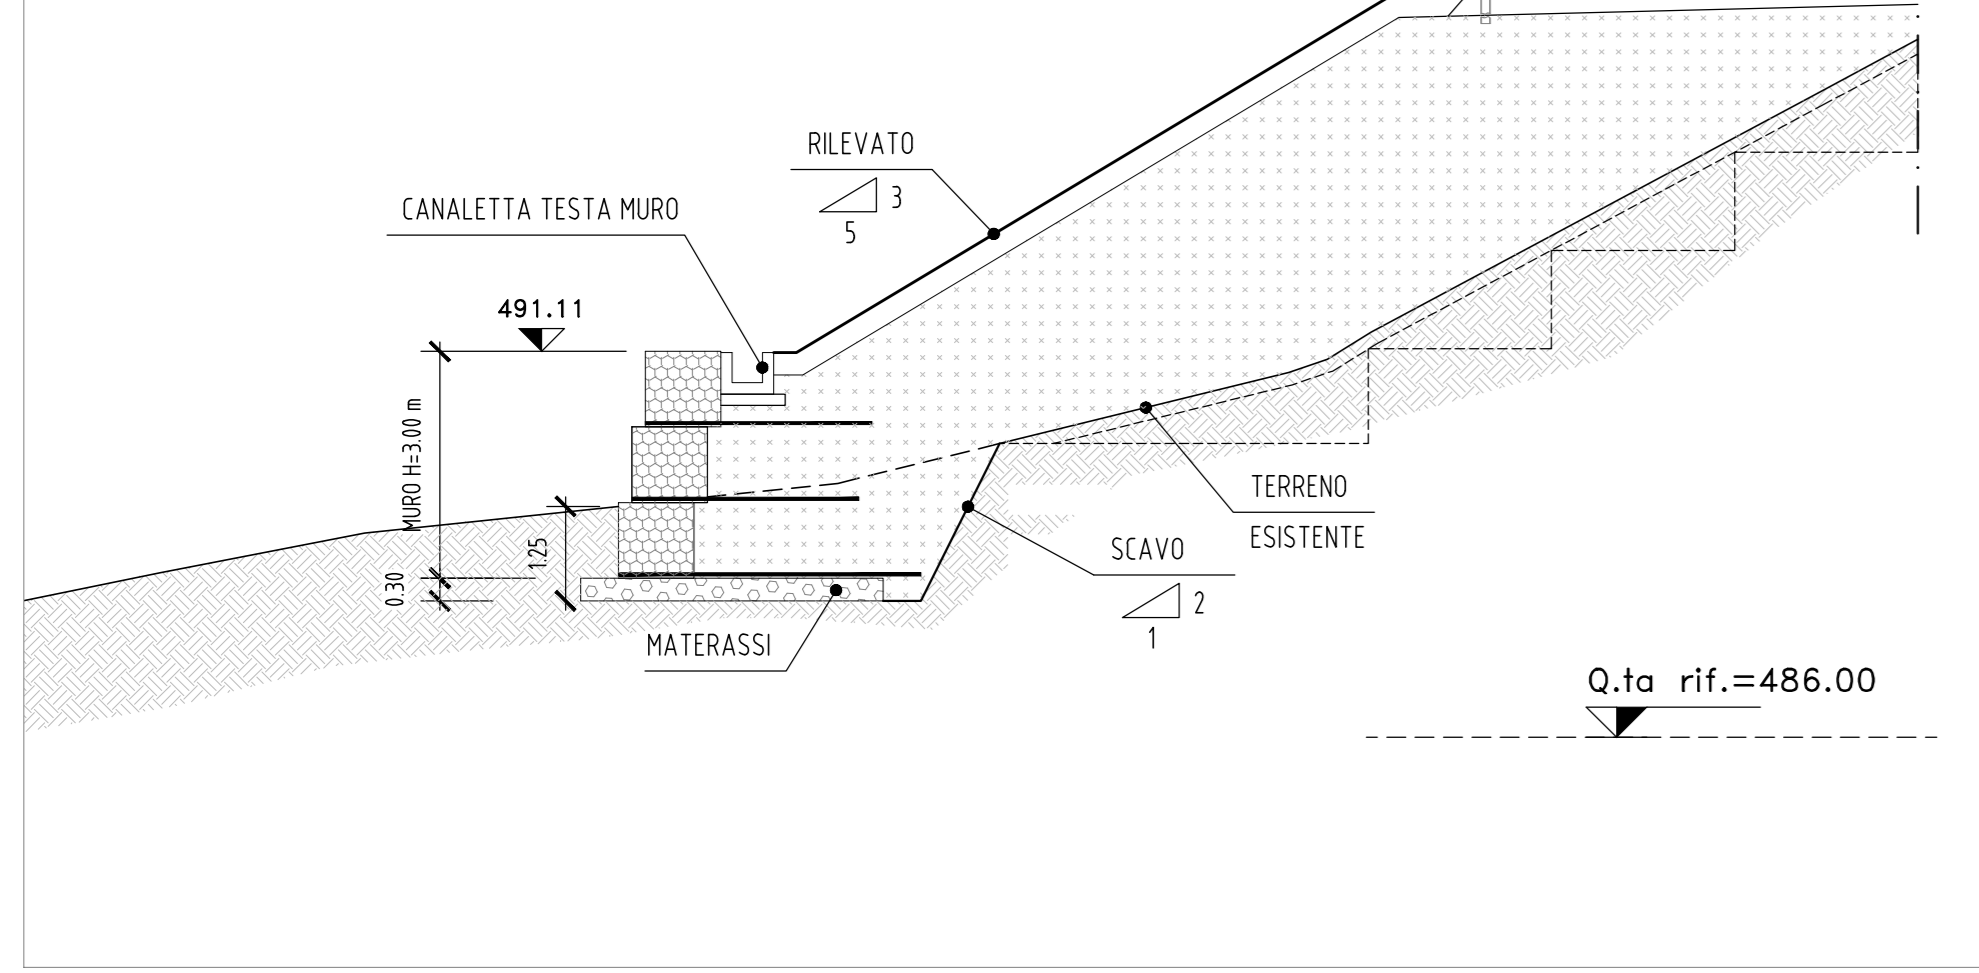 RILEVATO
3
5
CANALETTA TESTA MURO
491.11
MURO H=3.00 m
1.25
0.30
TERRENO
ESISTENTE
SCAVO
2
1
MATERASSI
Q.ta rif.=486.00